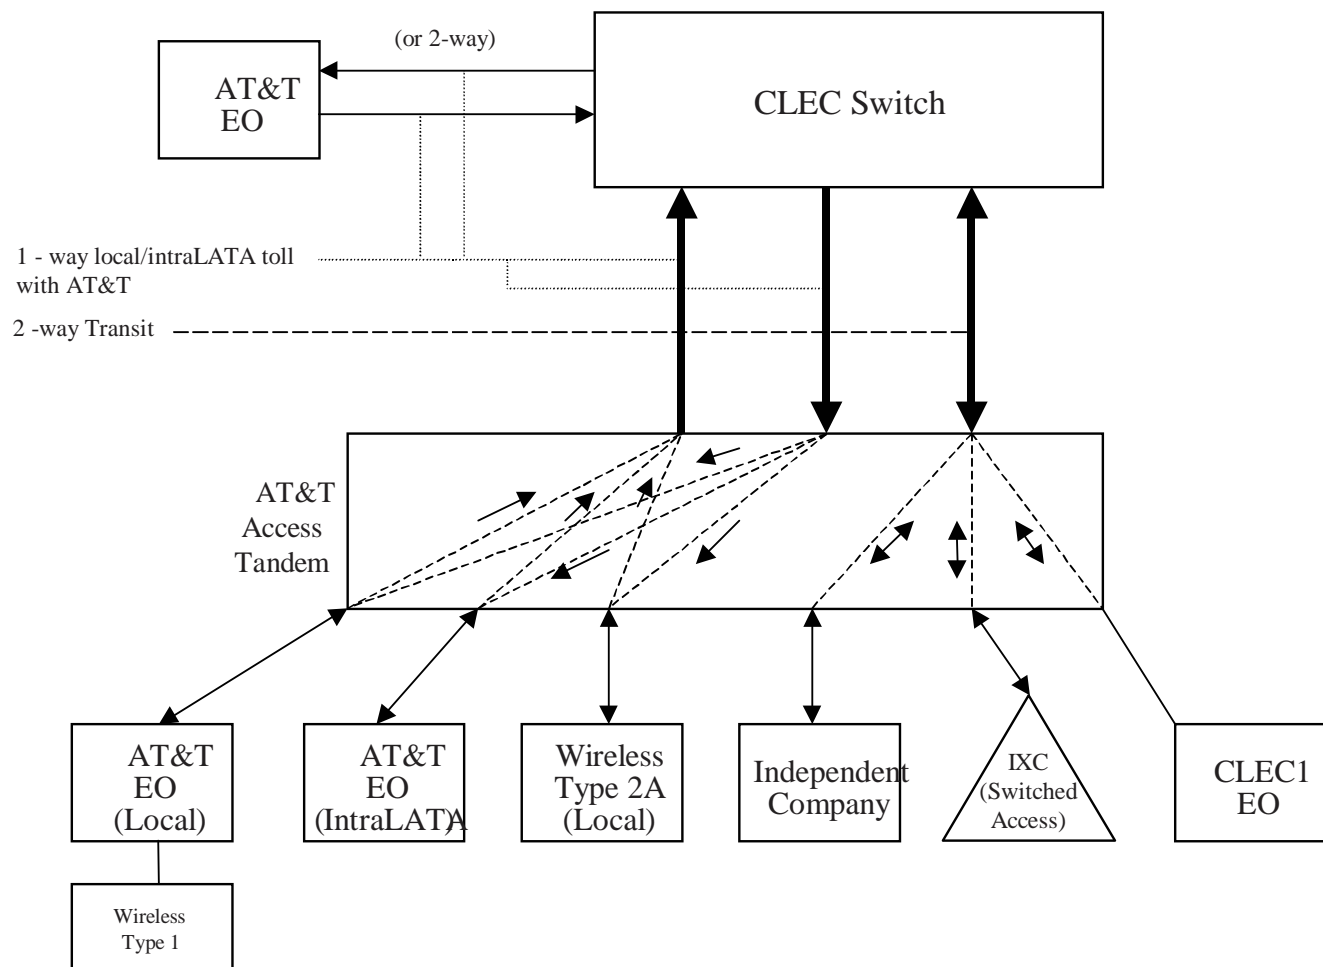 (or 2-way)
AT&T
EO
CLEC Switch
1 - way local/intraLATA toll
with AT&T
2 -way Transit
AT&T
Access
Tandem
AT&T
EO
(Local)
AT&T
EO
(IntraLATA)
Wireless
Type 2A
(Local)
Independent
Company
IXC
(Switched
Access)
CLEC1
EO
Wireless
Type 1